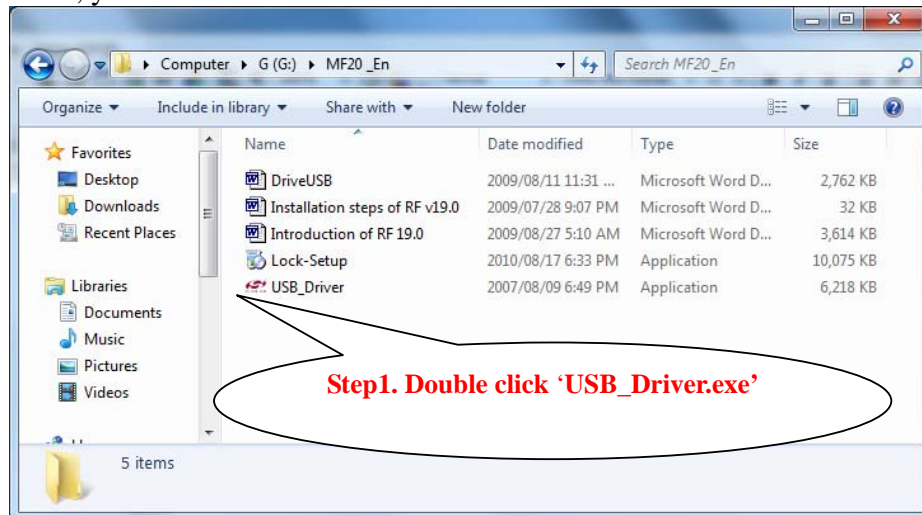 Computer G (G:) MF20 _En Search MF20_En
Organize Include in library Share with New folder
Favorites
Desktop
Downloads
Recent Places
Libraries
Documents
Music
Pictures
Videos
Name Date modified Type Size
DriveUSB 2009/08/11 11:31 ... Microsoft Word D... 2,762 KB
Installation steps of RF v19.0 2009/07/28 9:07 PM Microsoft Word D... 32 KB
Introduction of RF 19.0 2009/08/27 5:10 AM Microsoft Word D... 3,614 KB
Lock-Setup 2010/08/17 6:33 PM Application 10,075 KB
USB_Driver 2007/08/09 6:49 PM Application 6,218 KB
Step1. Double click ‘USB_Driver.exe’
5 items